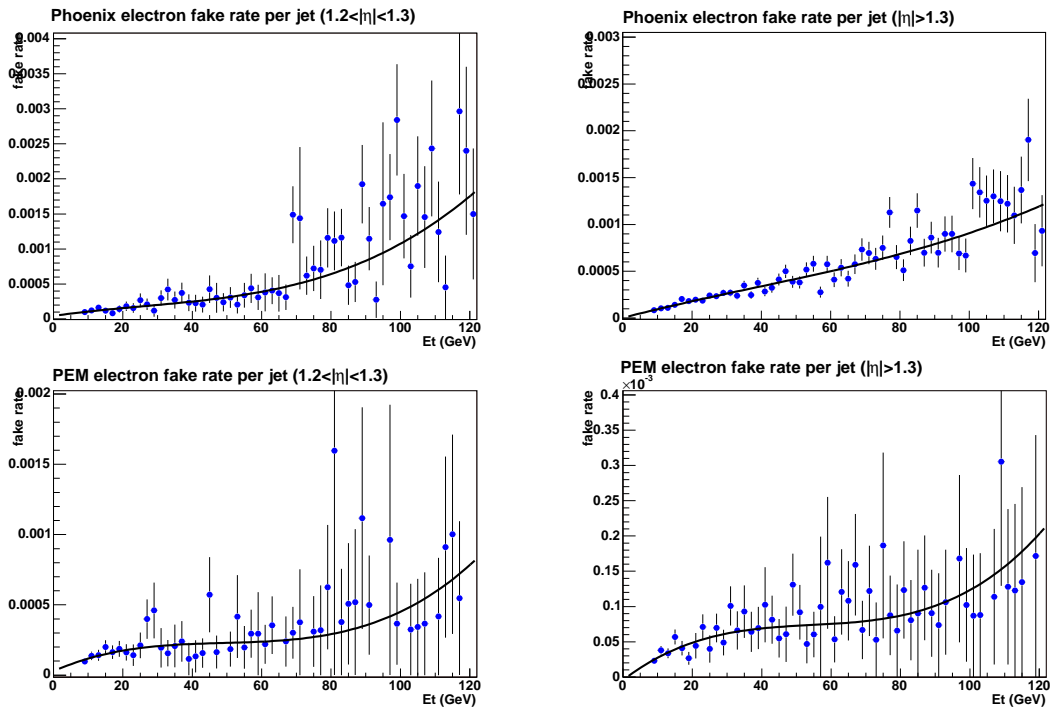 Phoenix electron fake rate per jet (1.2<|η|<1.3)
fake rate
0.004
0.0035
0.003
0.0025
0.002
0.0015
0.001
0.0005
0
0 20 40 60 80 100 120
Et (GeV)
Phoenix electron fake rate per jet (|η|>1.3)
fake rate
0.003
0.0025
0.002
0.0015
0.001
0.0005
0
0 20 40 60 80 100 120
Et (GeV)
PEM electron fake rate per jet (1.2<|η|<1.3)
fake rate
0.002
0.0015
0.001
0.0005
0
0 20 40 60 80 100 120
Et (GeV)
PEM electron fake rate per jet (|η|>1.3)
×10⁻³
fake rate
0.4
0.35
0.3
0.25
0.2
0.15
0.1
0.05
0
0 20 40 60 80 100 120
Et (GeV)